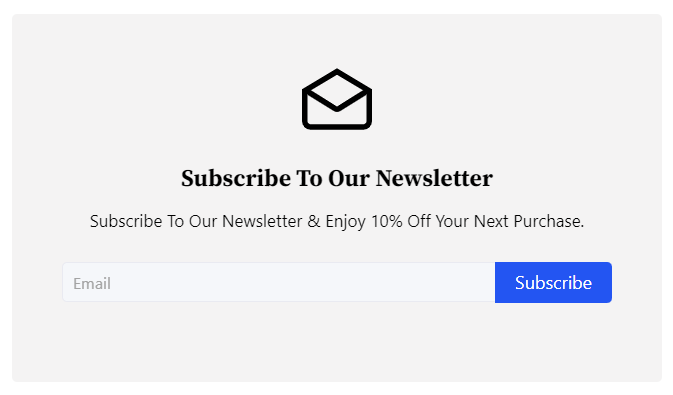 Subscribe To Our Newsletter
Subscribe To Our Newsletter & Enjoy 10% Off Your Next Purchase.
Email Subscribe